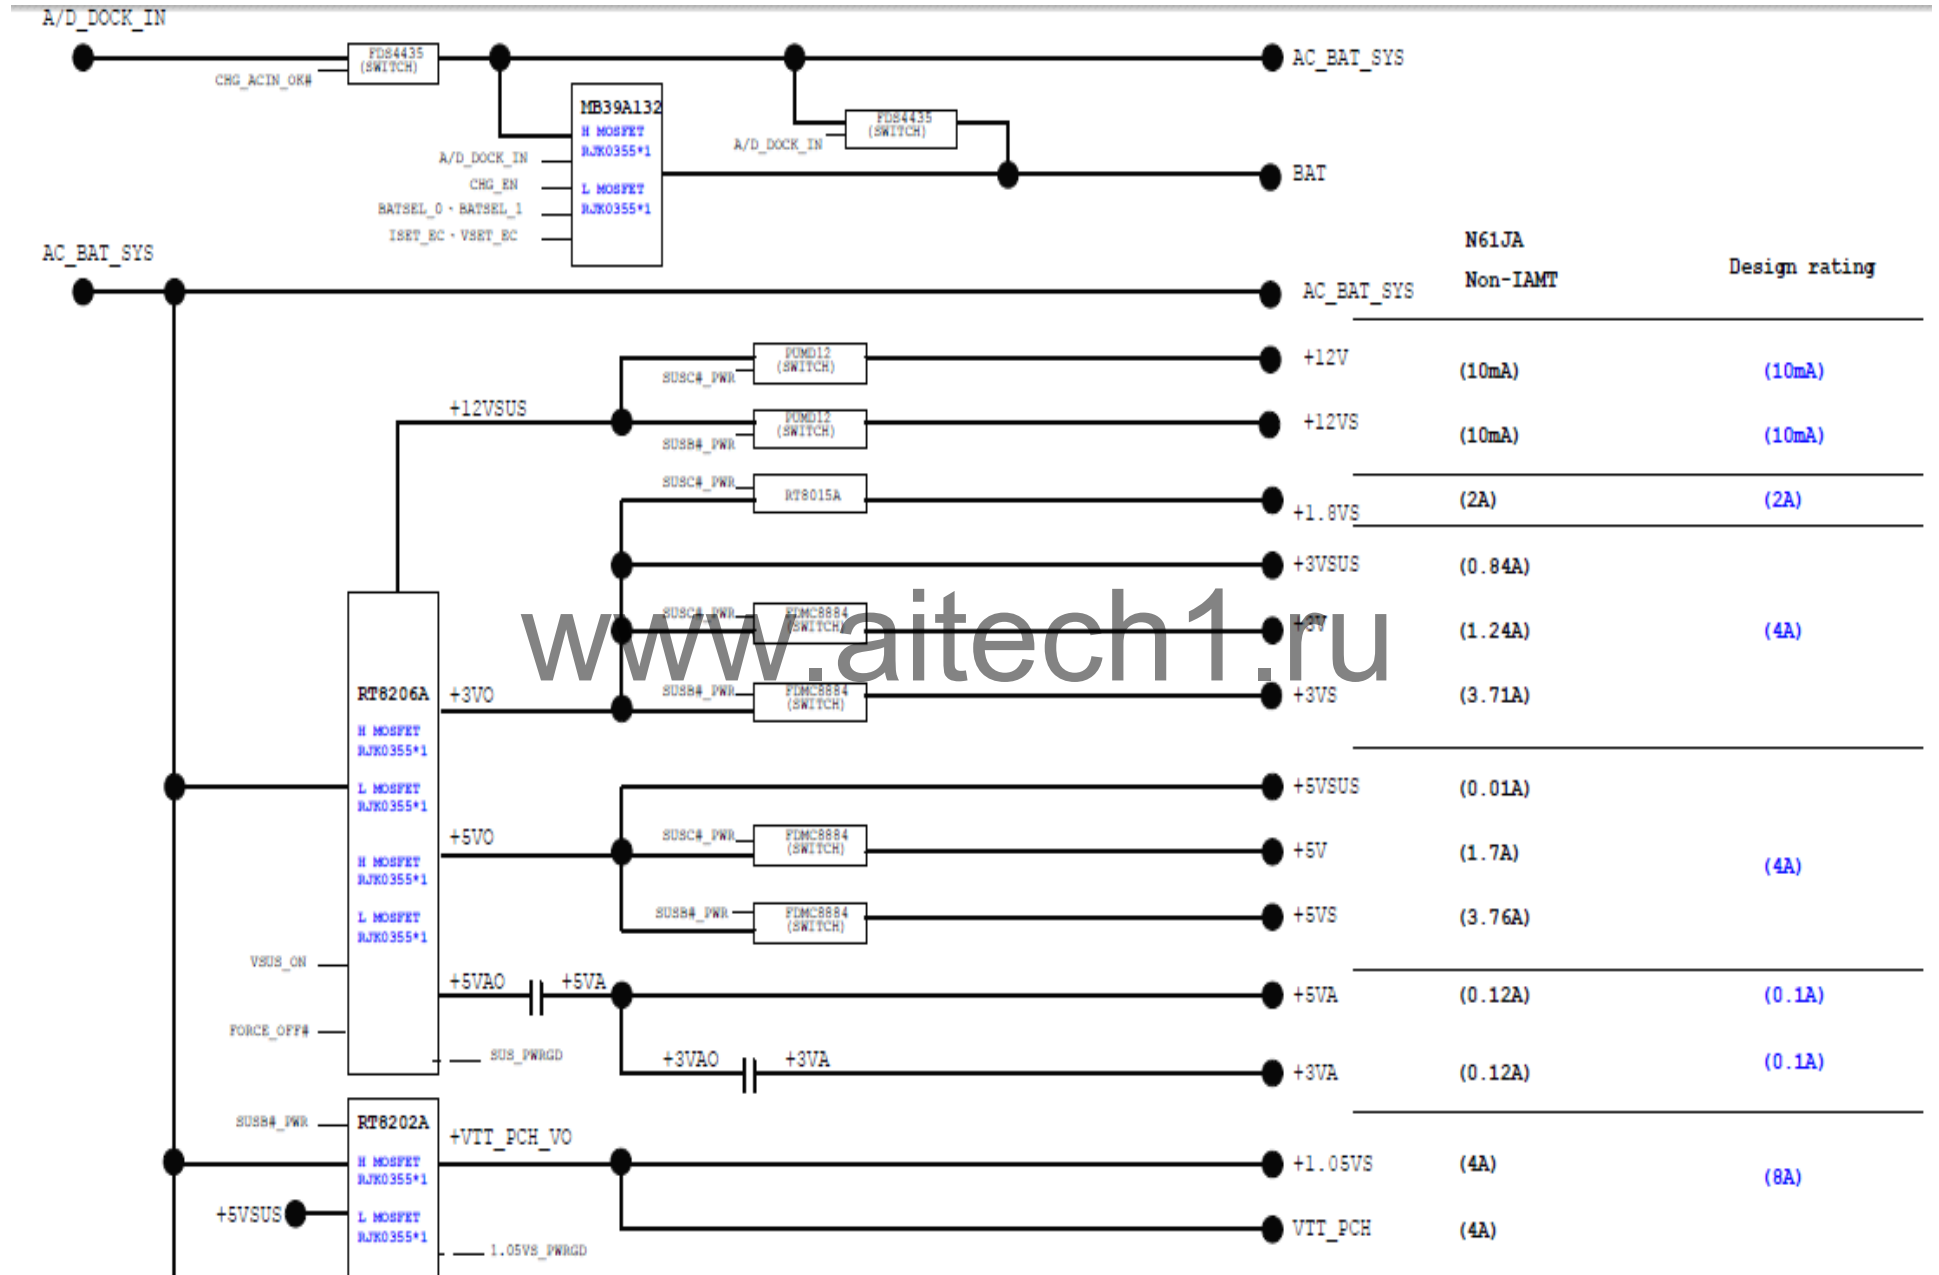 A/D_DOCK_IN
FDS4435
(SWITCH)
CHG_ACIN_OK#
AC_BAT_SYS
MB39A132
H MOSFET
RJK0355*1
L MOSFET
RJK0355*1
A/D_DOCK_IN
CHG_EN
BATSEL_0 - BATSEL_1
ISET_EC - VSET_EC
FDS4435
(SWITCH)
A/D_DOCK_IN
BAT
N61JA
Non-IAMT
Design rating
AC_BAT_SYS
AC_BAT_SYS
PUMD12
(SWITCH)
SUSC#_PWR
+12V
(10mA)
(10mA)
+12VSUS
PUMD12
(SWITCH)
SUSB#_PWR
+12VS
(10mA)
(10mA)
SUSC#_PWR
RT8015A
+1.8VS
(2A)
(2A)
+3VSUS
(0.84A)
SUSC#_PWR
FDMC8884
(SWITCH)
+3V
(1.24A)
(4A)
www.aitech1.ru
RT8206A
H MOSFET
RJK0355*1
L MOSFET
RJK0355*1
H MOSFET
RJK0355*1
L MOSFET
RJK0355*1
+3VO
SUSB#_PWR
FDMC8884
(SWITCH)
+3VS
(3.71A)
+5VSUS
(0.01A)
+5VO
SUSC#_PWR
FDMC8884
(SWITCH)
+5V
(1.7A)
(4A)
SUSB#_PWR
FDMC8884
(SWITCH)
+5VS
(3.76A)
VSUS_ON
+5VAO
+5VA
+5VA
(0.12A)
(0.1A)
FORCE_OFF#
SUS_PWRGD
+3VAO
+3VA
+3VA
(0.12A)
(0.1A)
SUSB#_PWR
RT8202A
H MOSFET
RJK0355*1
L MOSFET
RJK0355*1
+VTT_PCH_VO
+1.05VS
(4A)
(8A)
+5VSUS
VTT_PCH
(4A)
1.05VS_PWRGD